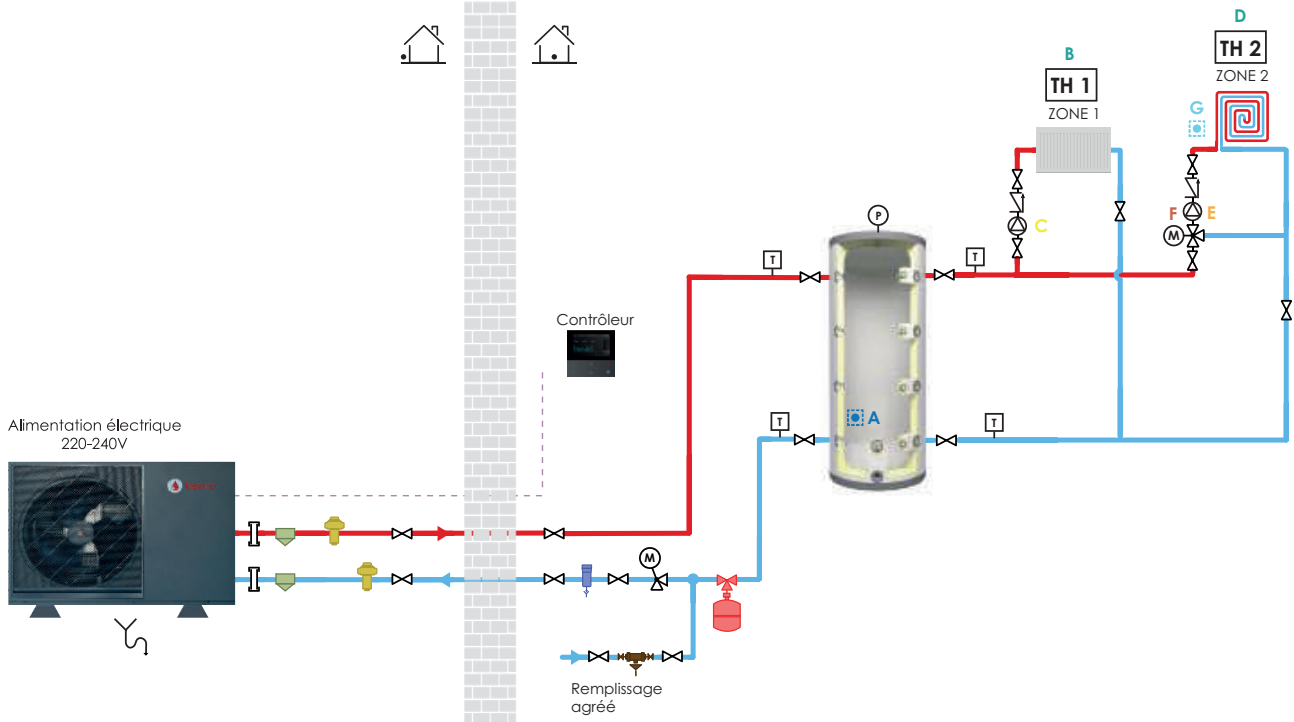 D
TH 2
ZONE 2
B
TH 1
ZONE 1
G
P
F
E
M
C
T
T
Contrôleur
A
T
T
Alimentation électrique
220-240V
M
Remplissage
agréé